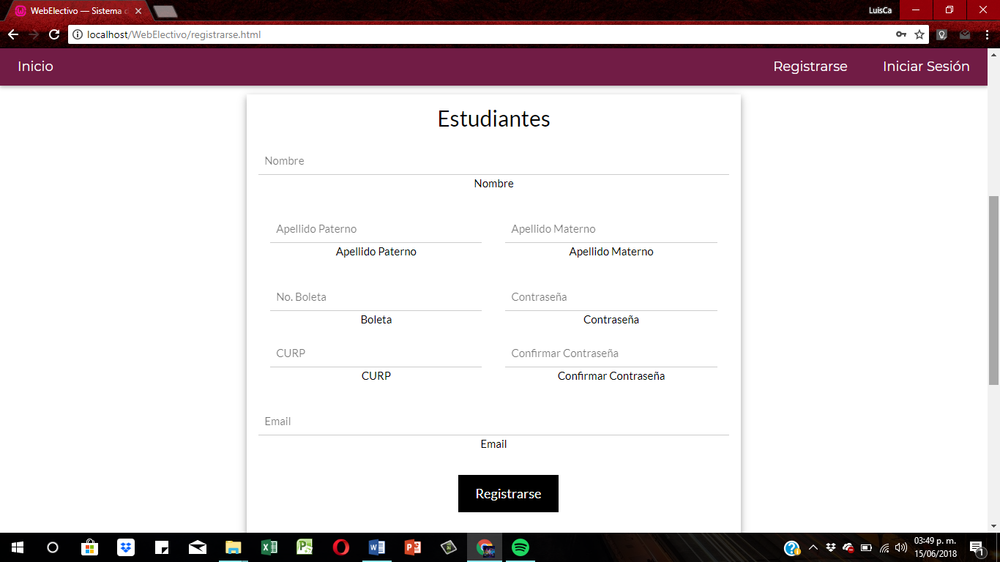 WebElectivo — Sistema d
LuisCa
localhost/WebElectivo/registrarse.html
Inicio Registrarse Iniciar Sesión
Estudiantes
Nombre
Nombre
Apellido Paterno Apellido Materno
Apellido Paterno Apellido Materno
No. Boleta Contraseña
Boleta Contraseña
CURP Confirmar Contraseña
CURP Confirmar Contraseña
Email
Email
Registrarse
03:49 p. m.
15/06/2018
1